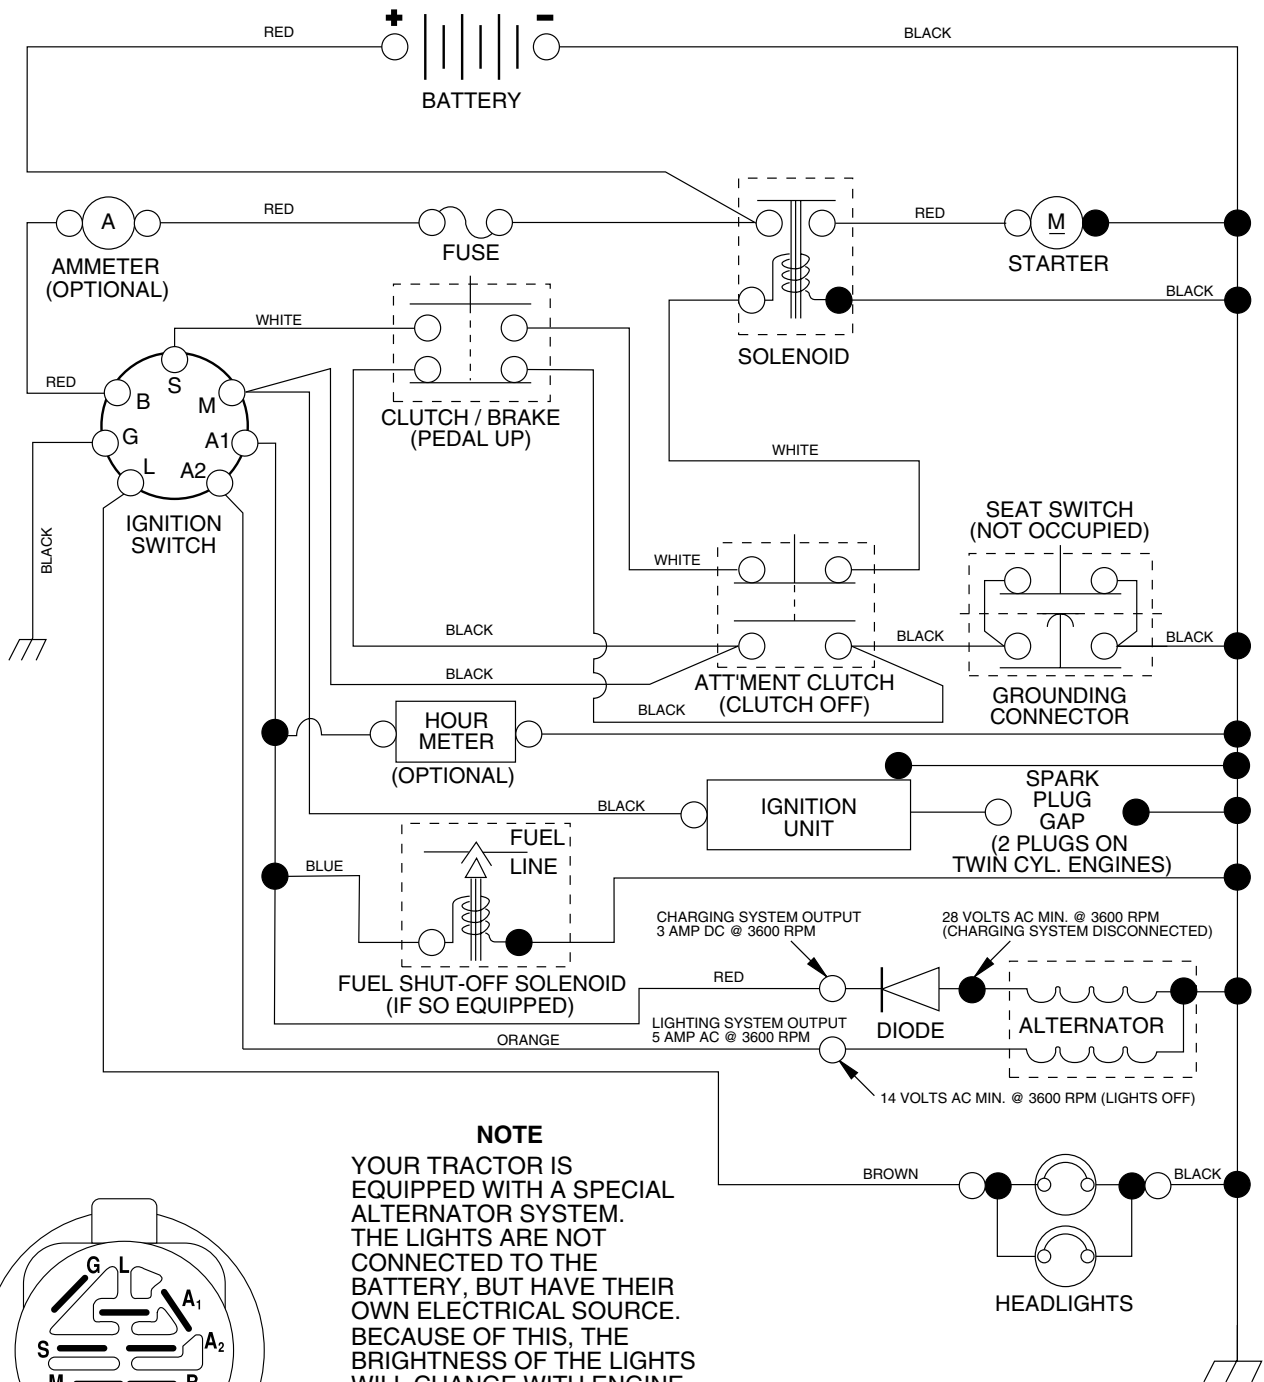 + -
RED
BLACK
BATTERY
A
RED
FUSE
RED
M
STARTER
AMMETER
(OPTIONAL)
BLACK
SOLENOID
WHITE
RED
S
B
M
G
A1
L
A2
CLUTCH / BRAKE
(PEDAL UP)
WHITE
IGNITION
SWITCH
BLACK
SEAT SWITCH
(NOT OCCUPIED)
WHITE
BLACK
BLACK
BLACK
BLACK
ATT'MENT CLUTCH
(CLUTCH OFF)
BLACK
GROUNDING
CONNECTOR
HOUR
METER
(OPTIONAL)
BLACK
IGNITION
UNIT
SPARK
PLUG
GAP
(2 PLUGS ON
TWIN CYL. ENGINES)
FUEL
LINE
BLUE
FUEL SHUT-OFF SOLENOID
(IF SO EQUIPPED)
CHARGING SYSTEM OUTPUT
3 AMP DC @ 3600 RPM
28 VOLTS AC MIN. @ 3600 RPM
(CHARGING SYSTEM DISCONNECTED)
RED
DIODE
ALTERNATOR
LIGHTING SYSTEM OUTPUT
5 AMP AC @ 3600 RPM
ORANGE
14 VOLTS AC MIN. @ 3600 RPM (LIGHTS OFF)
BROWN
BLACK
HEADLIGHTS
NOTE
YOUR TRACTOR IS
EQUIPPED WITH A SPECIAL
ALTERNATOR SYSTEM.
THE LIGHTS ARE NOT
CONNECTED TO THE
BATTERY, BUT HAVE THEIR
OWN ELECTRICAL SOURCE.
BECAUSE OF THIS, THE
BRIGHTNESS OF THE LIGHTS
WILL CHANGE WITH ENGINE
G L
A1
S
A2
M
B